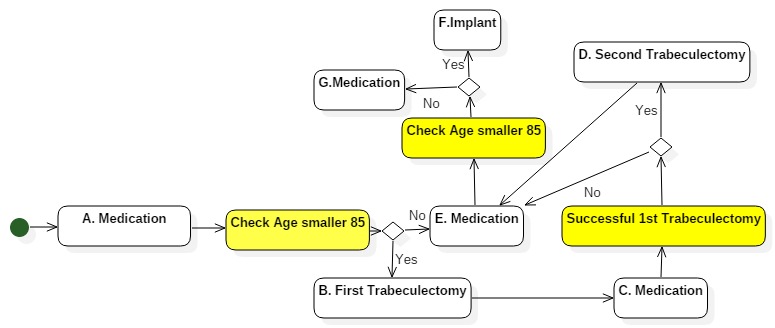 F.Implant
D. Second Trabeculectomy
Yes
G.Medication
No
Yes
Check Age smaller 85
No
A. Medication
Check Age smaller 85
No
E. Medication
Successful 1st Trabeculectomy
Yes
B. First Trabeculectomy
C. Medication